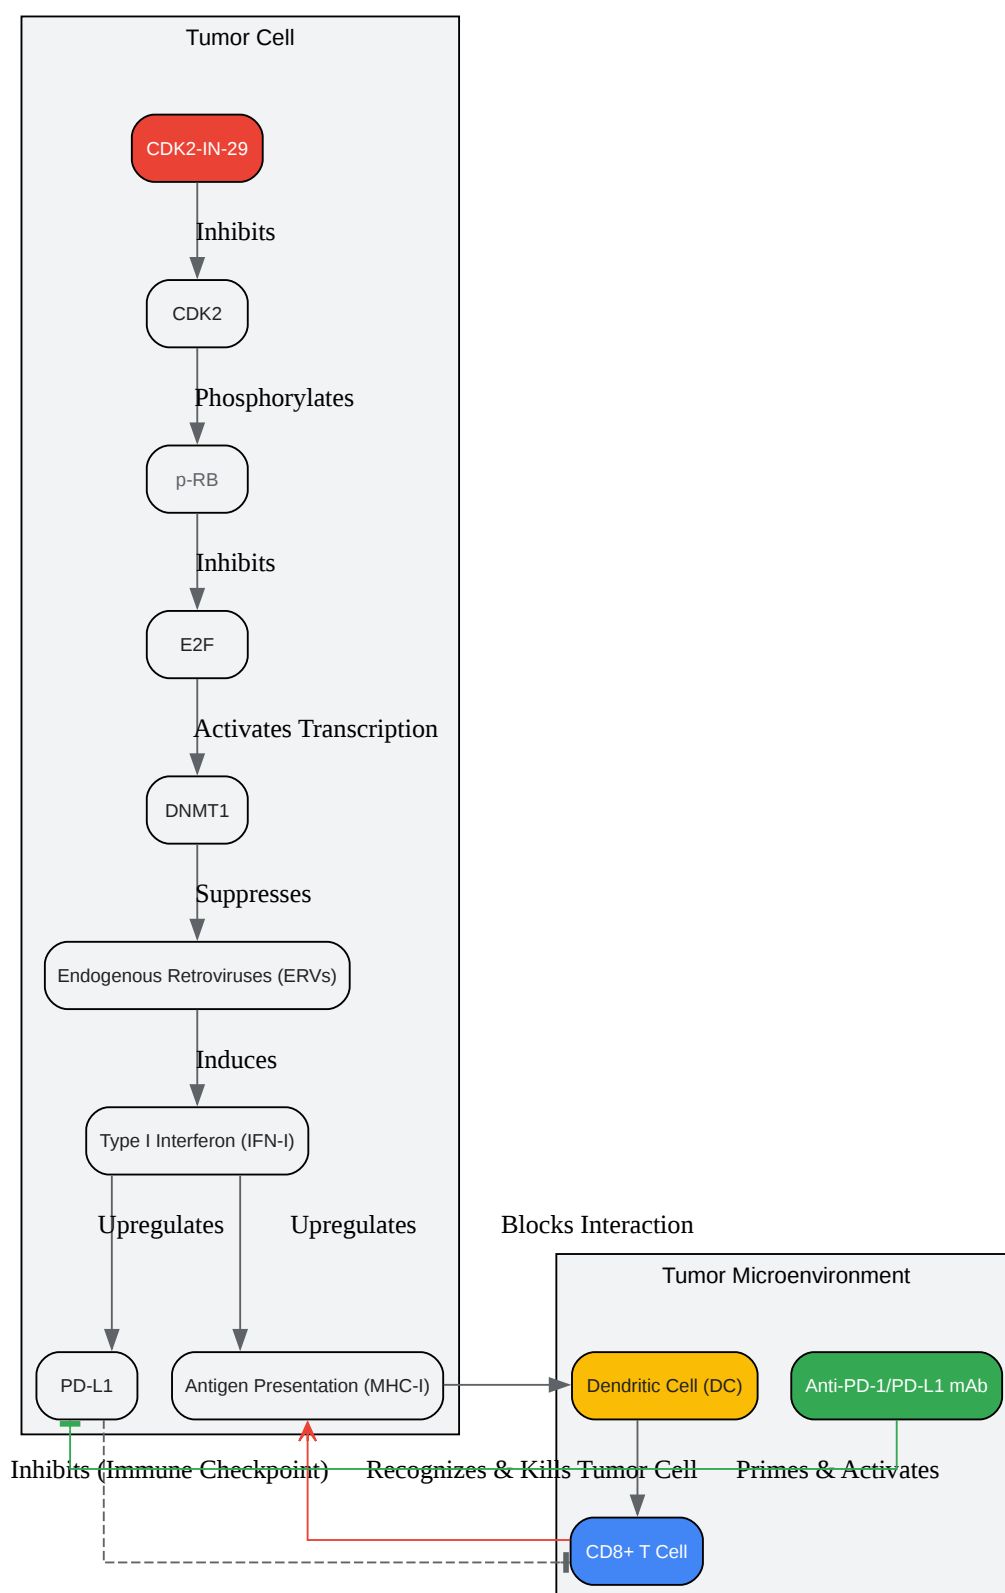 Tumor Cell
CDK2-IN-29
Inhibits
CDK2
Phosphorylates
p-RB
Inhibits
E2F
Activates Transcription
DNMT1
Suppresses
Endogenous Retroviruses (ERVs)
Induces
Type I Interferon (IFN-I)
Upregulates
Upregulates
Blocks Interaction
Tumor Microenvironment
PD-L1
Antigen Presentation (MHC-I)
Dendritic Cell (DC)
Anti-PD-1/PD-L1 mAb
Inhibits (Immune Checkpoint)
Recognizes & Kills Tumor Cell
Primes & Activates
CD8+ T Cell